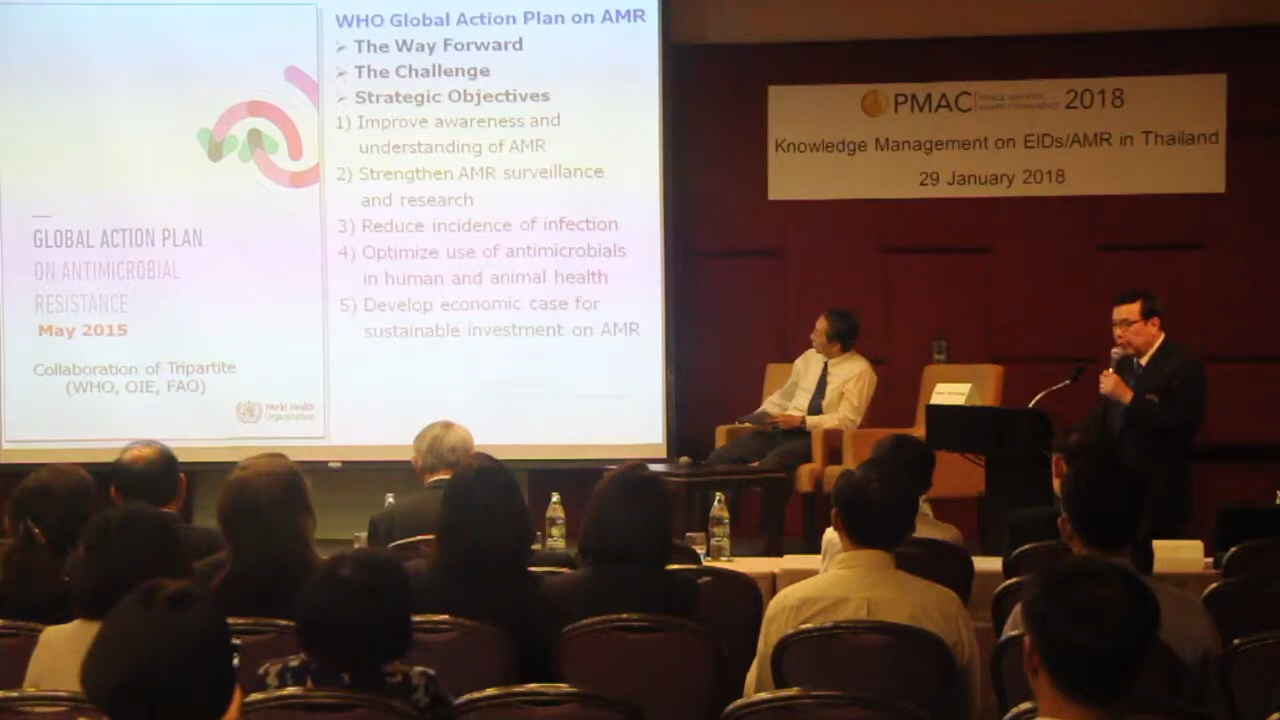 WHO Global Action Plan on AMR
➢ The Way Forward
➢ The Challenge
➢ Strategic Objectives
1) Improve awareness and
understanding of AMR
2) Strengthen AMR surveillance
and research
3) Reduce incidence of infection
4) Optimize use of antimicrobials
in human and animal health
5) Develop economic case for
sustainable investment on AMR
GLOBAL ACTION PLAN
ON ANTIMICROBIAL
RESISTANCE
May 2015
Collaboration of Tripartite
(WHO, OIE, FAO)
World Health
Organization
PMAC 2018
Knowledge Management on EIDs/AMR in Thailand
29 January 2018